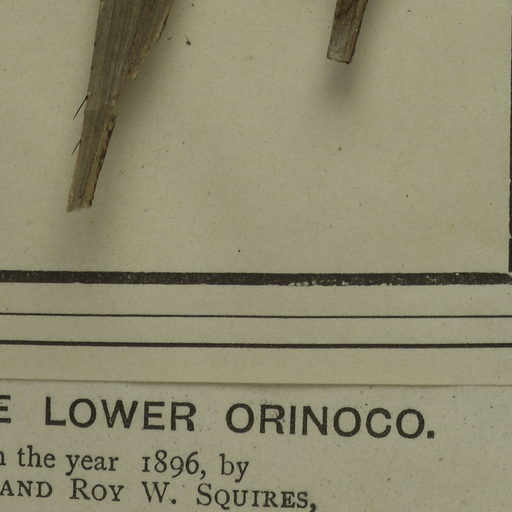 LOWER ORINOCO.
the year 1896, by
AND ROY W. SQUIRES,